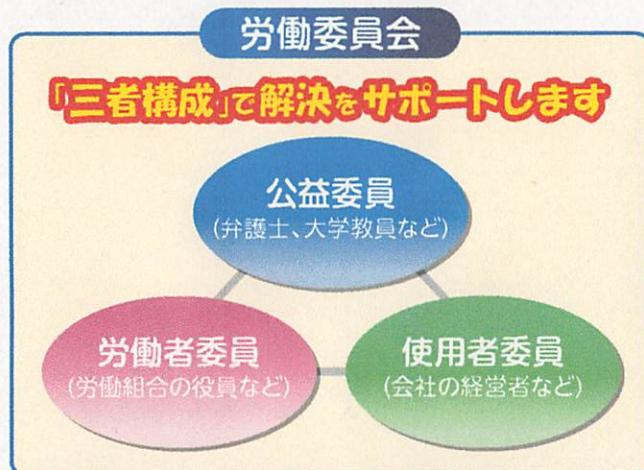 労働委員会
「三者構成」で解決をサポートします
公益委員
(弁護士、大学教員など)
労働者委員
(労働組合の役員など)
使用者委員
(会社の経営者など)